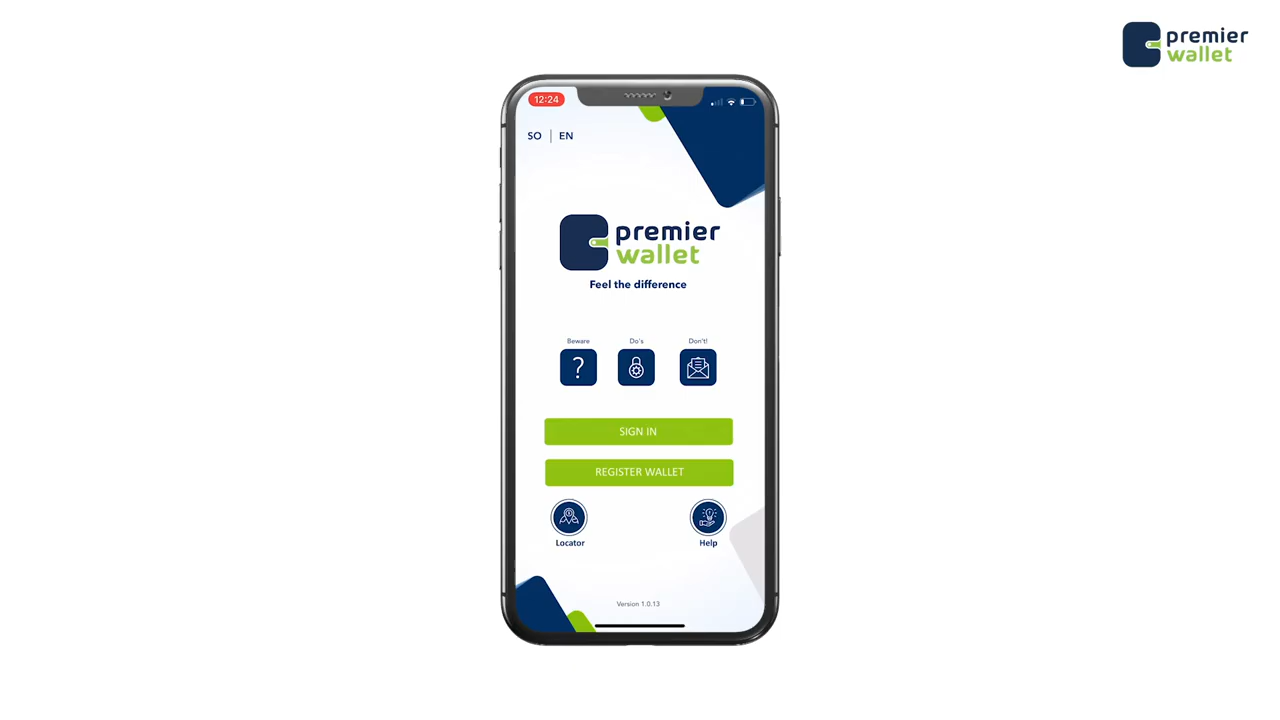 premier
wallet
12:24
SO | EN
premier
wallet
Feel the difference
Beware Do's Don't!
?
SIGN IN
REGISTER WALLET
Locator Help
Version 1.0.13